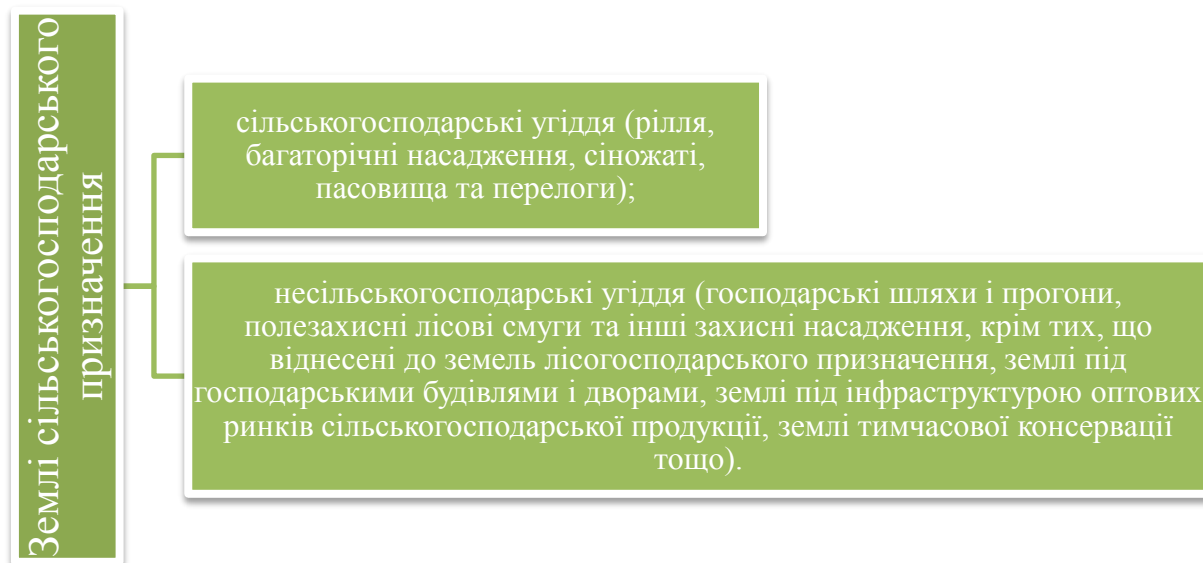 Землі сільськогосподарського
призначення
сільськогосподарські угіддя (рілля,
багаторічні насадження, сіножаті,
пасовища та перелоги);
несільськогосподарські угіддя (господарські шляхи і прогони,
полезахисні лісові смуги та інші захисні насадження, крім тих, що
віднесені до земель лісогосподарського призначення, землі під
господарськими будівлями і дворами, землі під інфраструктурою оптових
ринків сільськогосподарської продукції, землі тимчасової консервації
тощо).